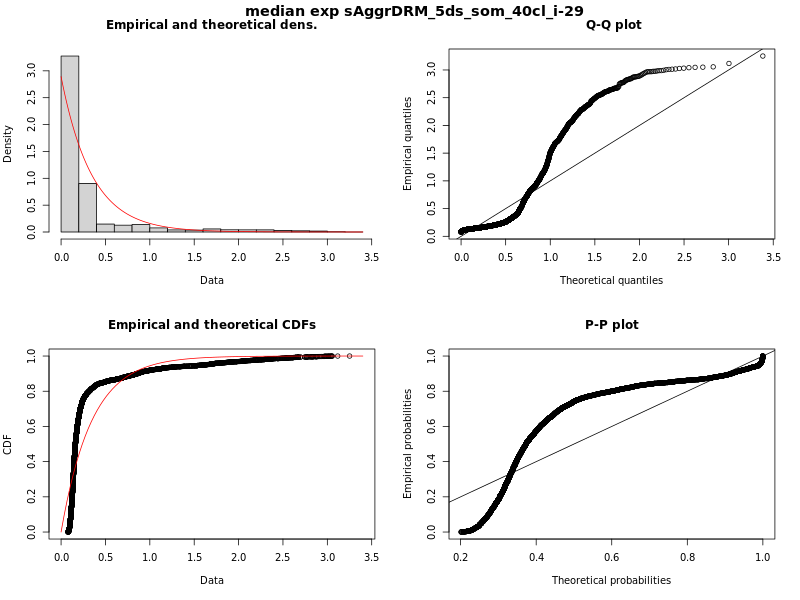 median exp sAggrDRM_5ds_som_40cl_i-29
Empirical and theoretical dens.
Density
0.0 0.5 1.0 1.5 2.0 2.5 3.0
0.0 0.5 1.0 1.5 2.0 2.5 3.0 3.5
Data
Q-Q plot
Empirical quantiles
0.0 0.5 1.0 1.5 2.0 2.5 3.0
0.0 0.5 1.0 1.5 2.0 2.5 3.0 3.5
Theoretical quantiles
Empirical and theoretical CDFs
CDF
0.0 0.2 0.4 0.6 0.8 1.0
0.0 0.5 1.0 1.5 2.0 2.5 3.0 3.5
Data
P-P plot
Empirical probabilities
0.0 0.2 0.4 0.6 0.8 1.0
0.2 0.4 0.6 0.8 1.0
Theoretical probabilities